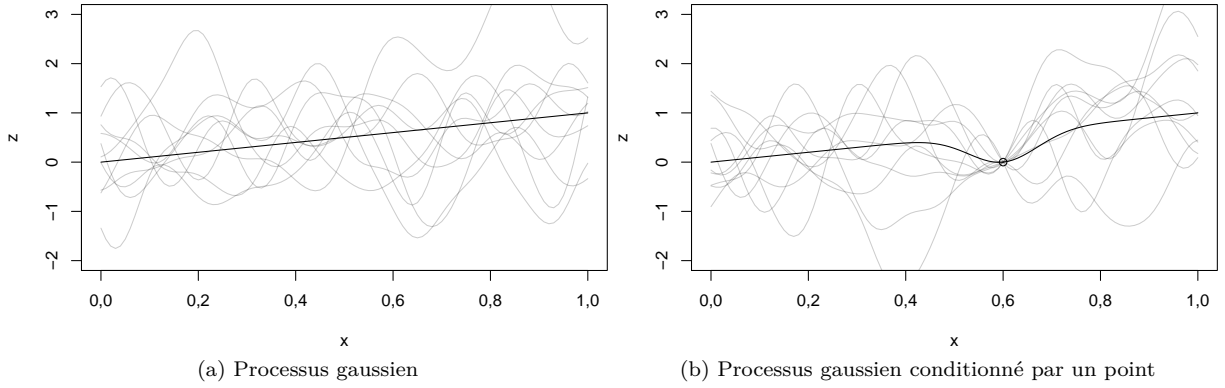 3
2
1
0
−1
−2
z
0,0 0,2 0,4 0,6 0,8 1,0
x
(a) Processus gaussien
3
2
1
0
−1
−2
z
0,0 0,2 0,4 0,6 0,8 1,0
x
(b) Processus gaussien conditionné par un point